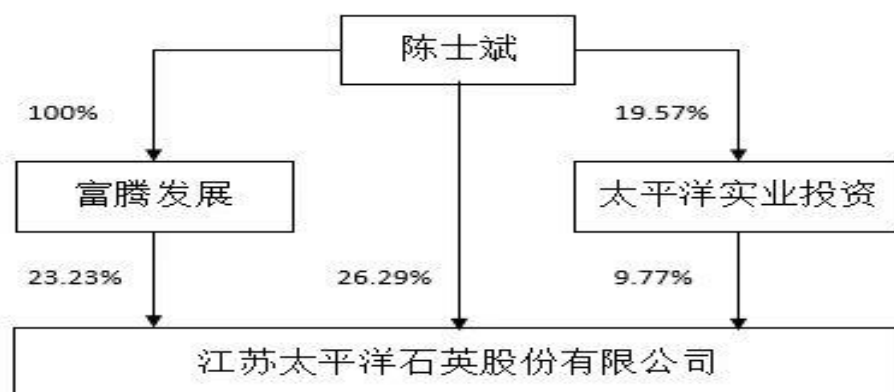 陈士斌
100%
19.57%
富腾发展
太平洋实业投资
23.23%
26.29%
9.77%
江苏太平洋石英股份有限公司